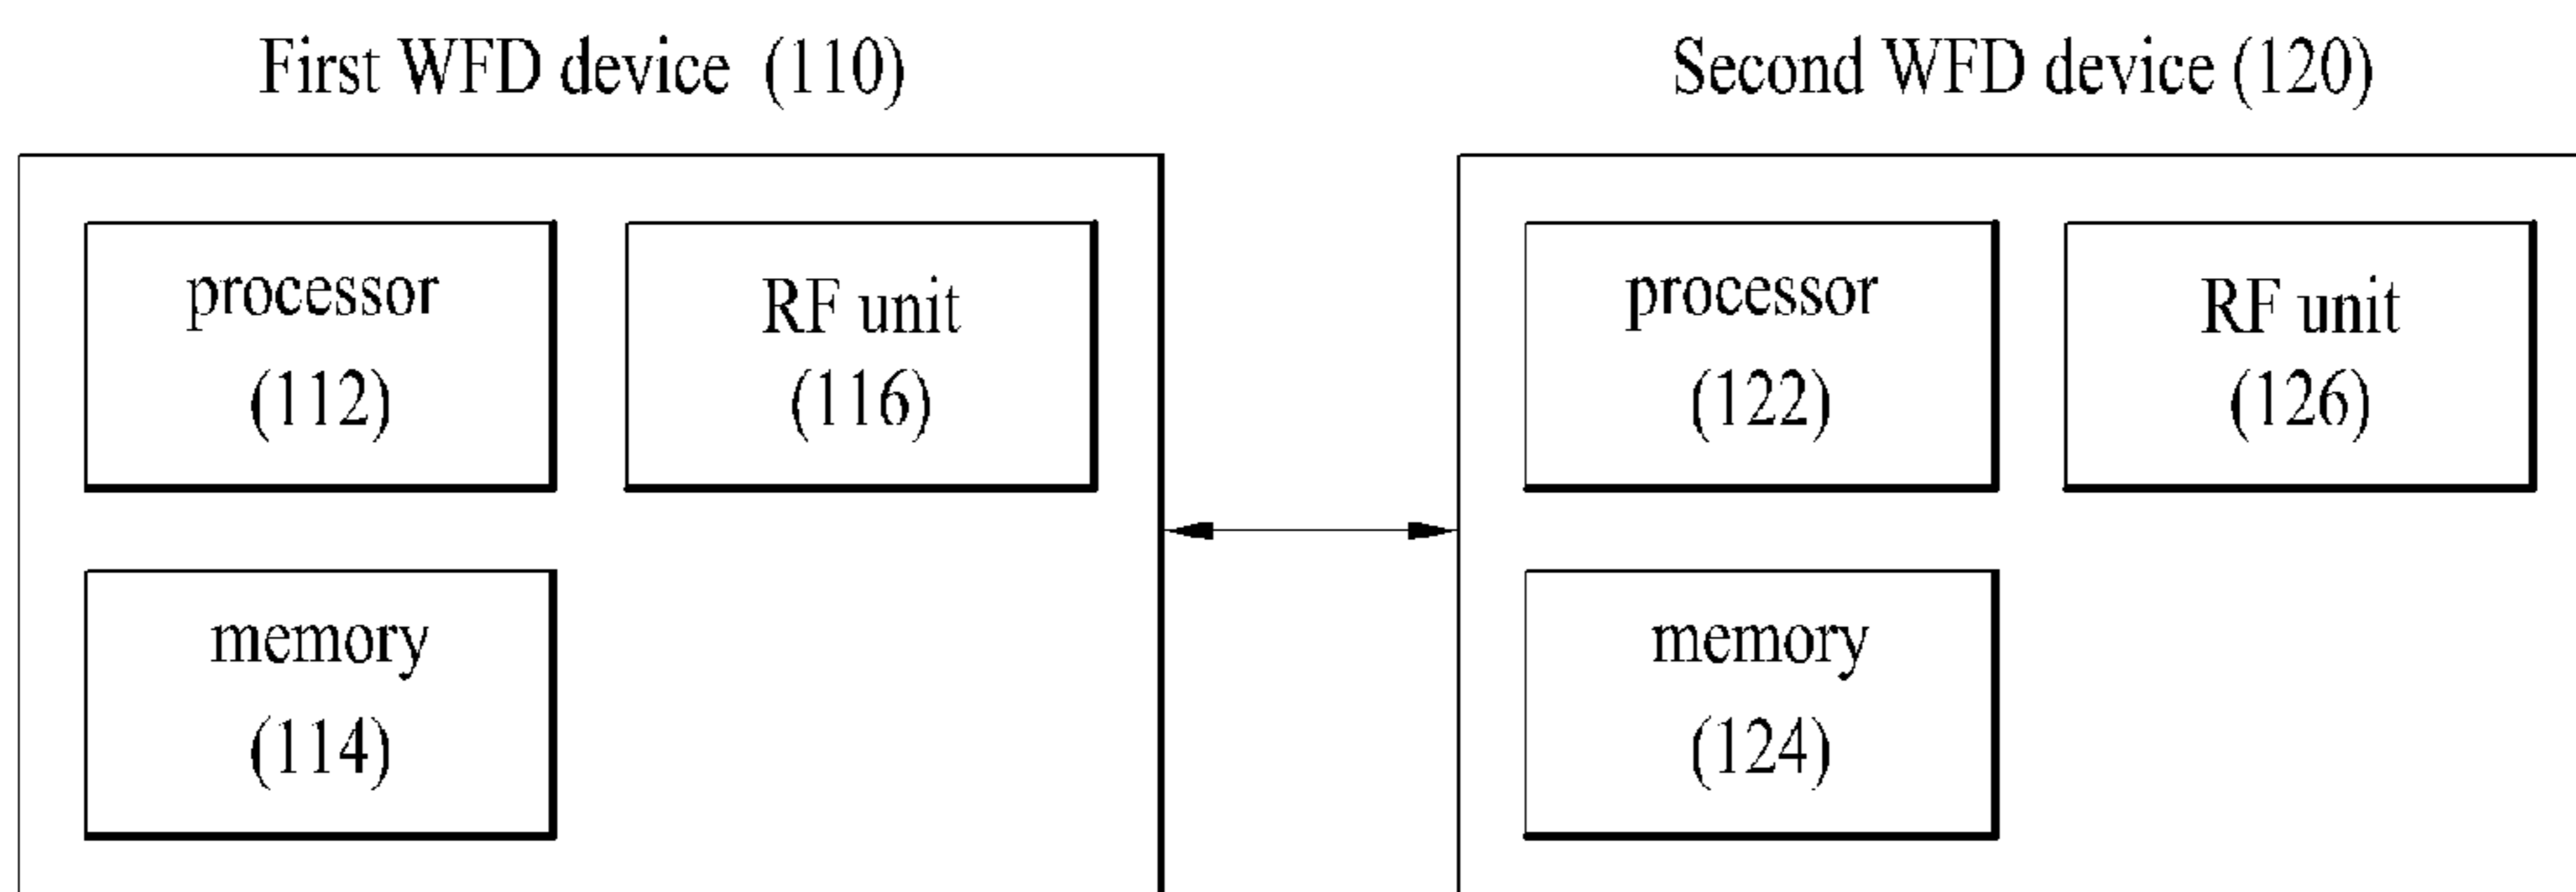 First WFD device (110)
processor
(112)
RF unit
(116)
memory
(114)
Second WFD device (120)
processor
(122)
RF unit
(126)
memory
(124)